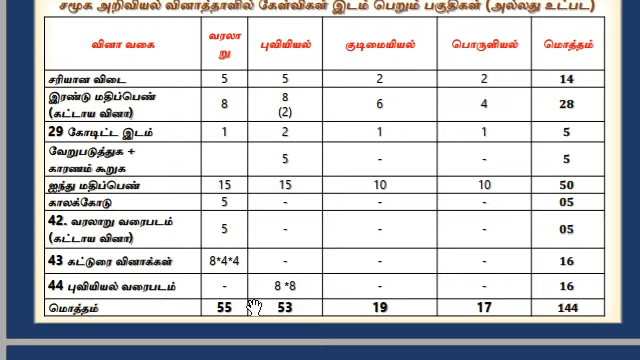 சமூக அறிவியல் வினாத்தாளில் கேள்விகள் இடம் பெறும் பகுதிகள் (அல்லது உட்பட)
வினா வகை வரலா
று புவியியல் குடிமையியல் பொருளியல் மொத்தம்
சரியான விடை 5 5 2 2 14
இரண்டு மதிப்பெண்
(கட்டாய வினா) 8 8
(2) 6 4 28
29 கோடிட்ட இடம் 1 2 1 1 5
வேறுபடுத்துக +
காரணம் கூறுக 5 - - 5
ஐந்து மதிப்பெண் 15 15 10 10 50
காலக்கோடு 5 - - - 05
42. வரலாறு வரைபடம்
(கட்டாய வினா) 5 - - - 05
43 கட்டுரை வினாக்கள் 8*4*4 - - - 16
44 புவியியல் வரைபடம் - 8 *8 - - 16
மொத்தம் 55 53 19 17 144